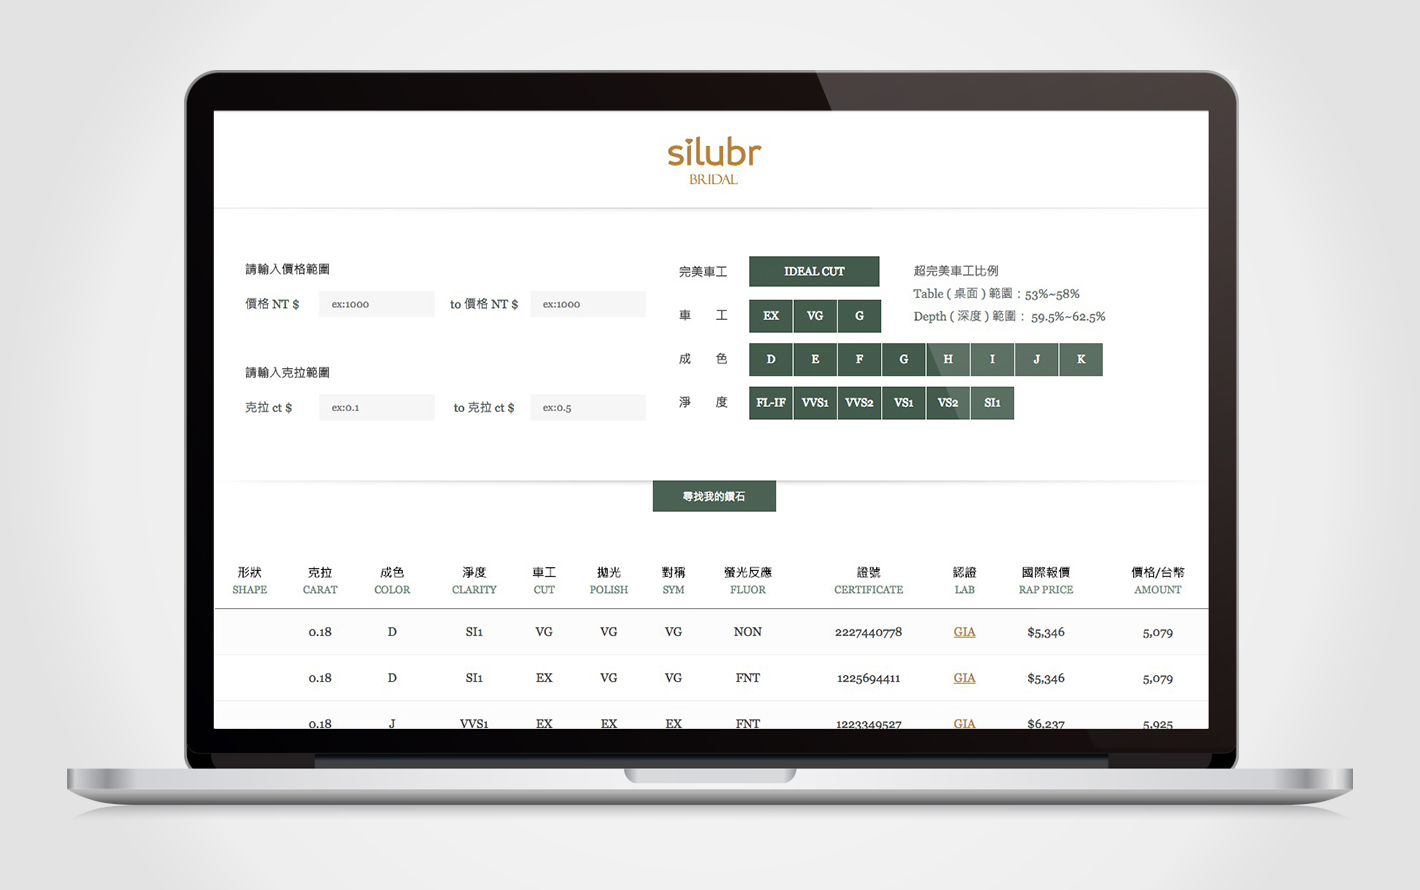 silubr
BRIDAL
請輸入價格範圍
價格 NT $ ex:1000 to 價格 NT $ ex:1000
請輸入克拉範圍
克拉 ct $ ex:0.1 to 克拉 ct $ ex:0.5
完美車工 IDEAL CUT
車 工 EX VG G
成 色 D E F G H I J K
淨 度 FL-IF VVS1 VVS2 VS1 VS2 SI1
超完美車工比例
Table ( 桌面 ) 範圍：53%~58%
Depth ( 深度 ) 範圍： 59.5%~62.5%
尋找我的鑽石
形狀 克拉 成色 淨度 車工 拋光 對稱 螢光反應 證號 認證 國際報價 價格/台幣
SHAPE CARAT COLOR CLARITY CUT POLISH SYM FLUOR CERTIFICATE LAB RAP PRICE AMOUNT
0.18 D SI1 VG VG VG NON 2227440778 GIA $5,346 5,079
0.18 D SI1 EX VG VG FNT 1225694411 GIA $5,346 5,079
0.18 J VVS1 EX EX EX FNT 1223349527 GIA $6,237 5,925